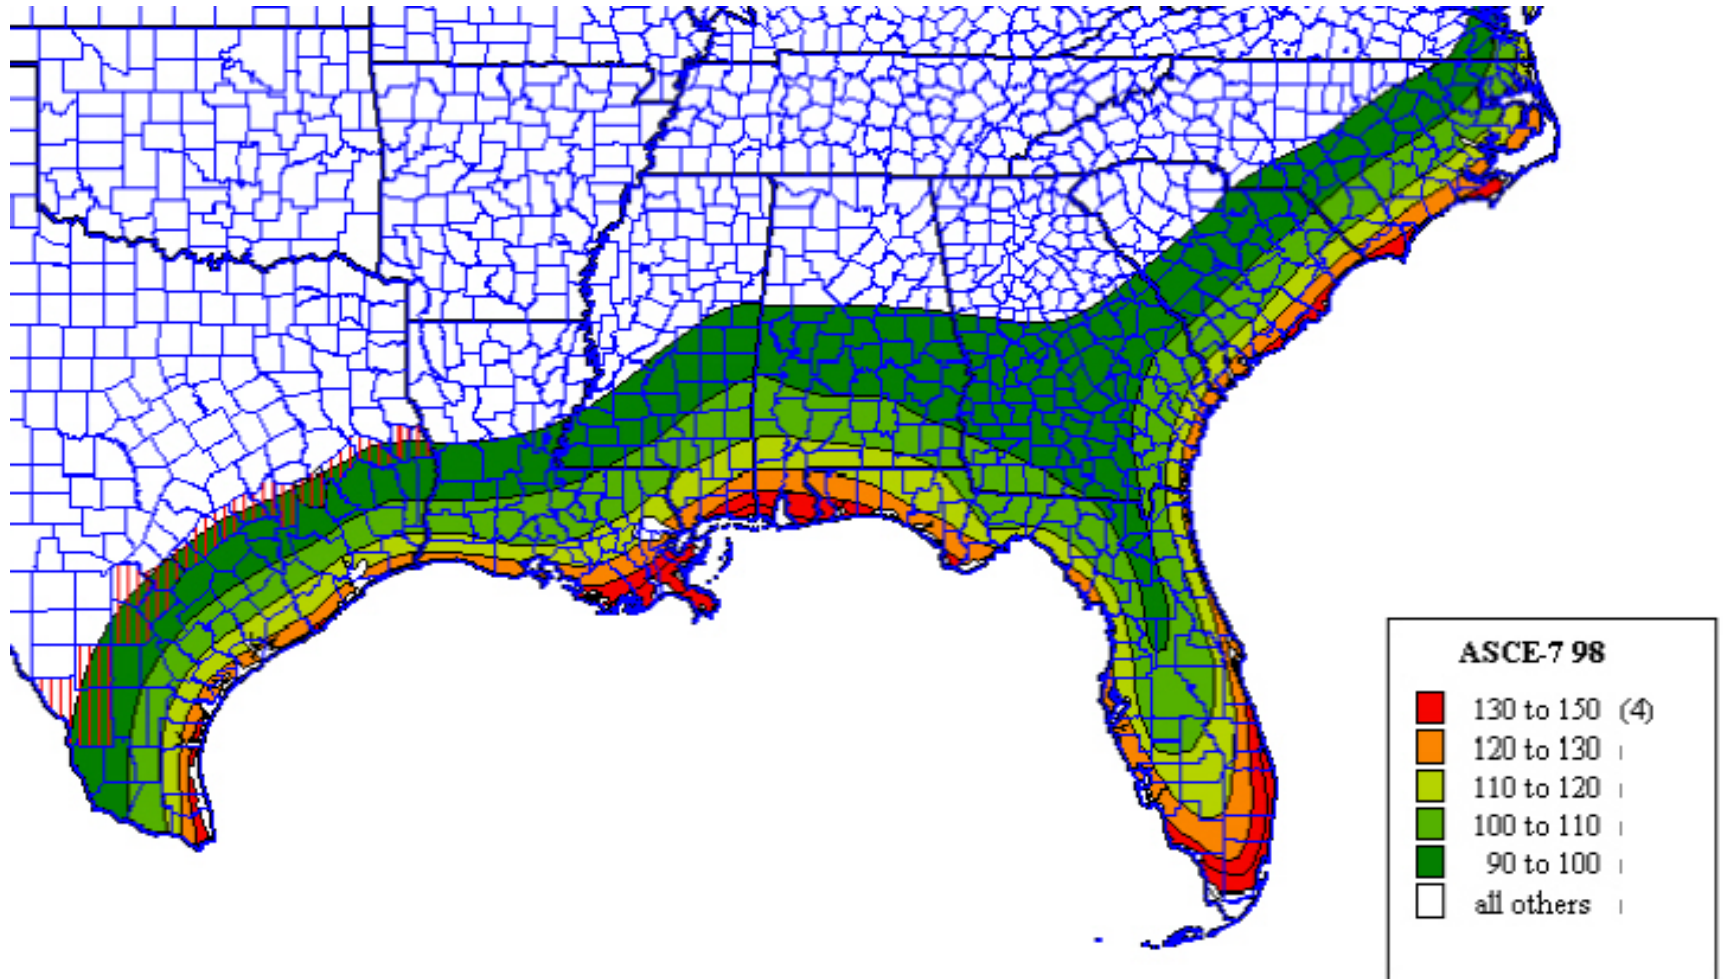 ASCE-7 98
130 to 150 (4)
120 to 130
110 to 120
100 to 110
90 to 100
all others